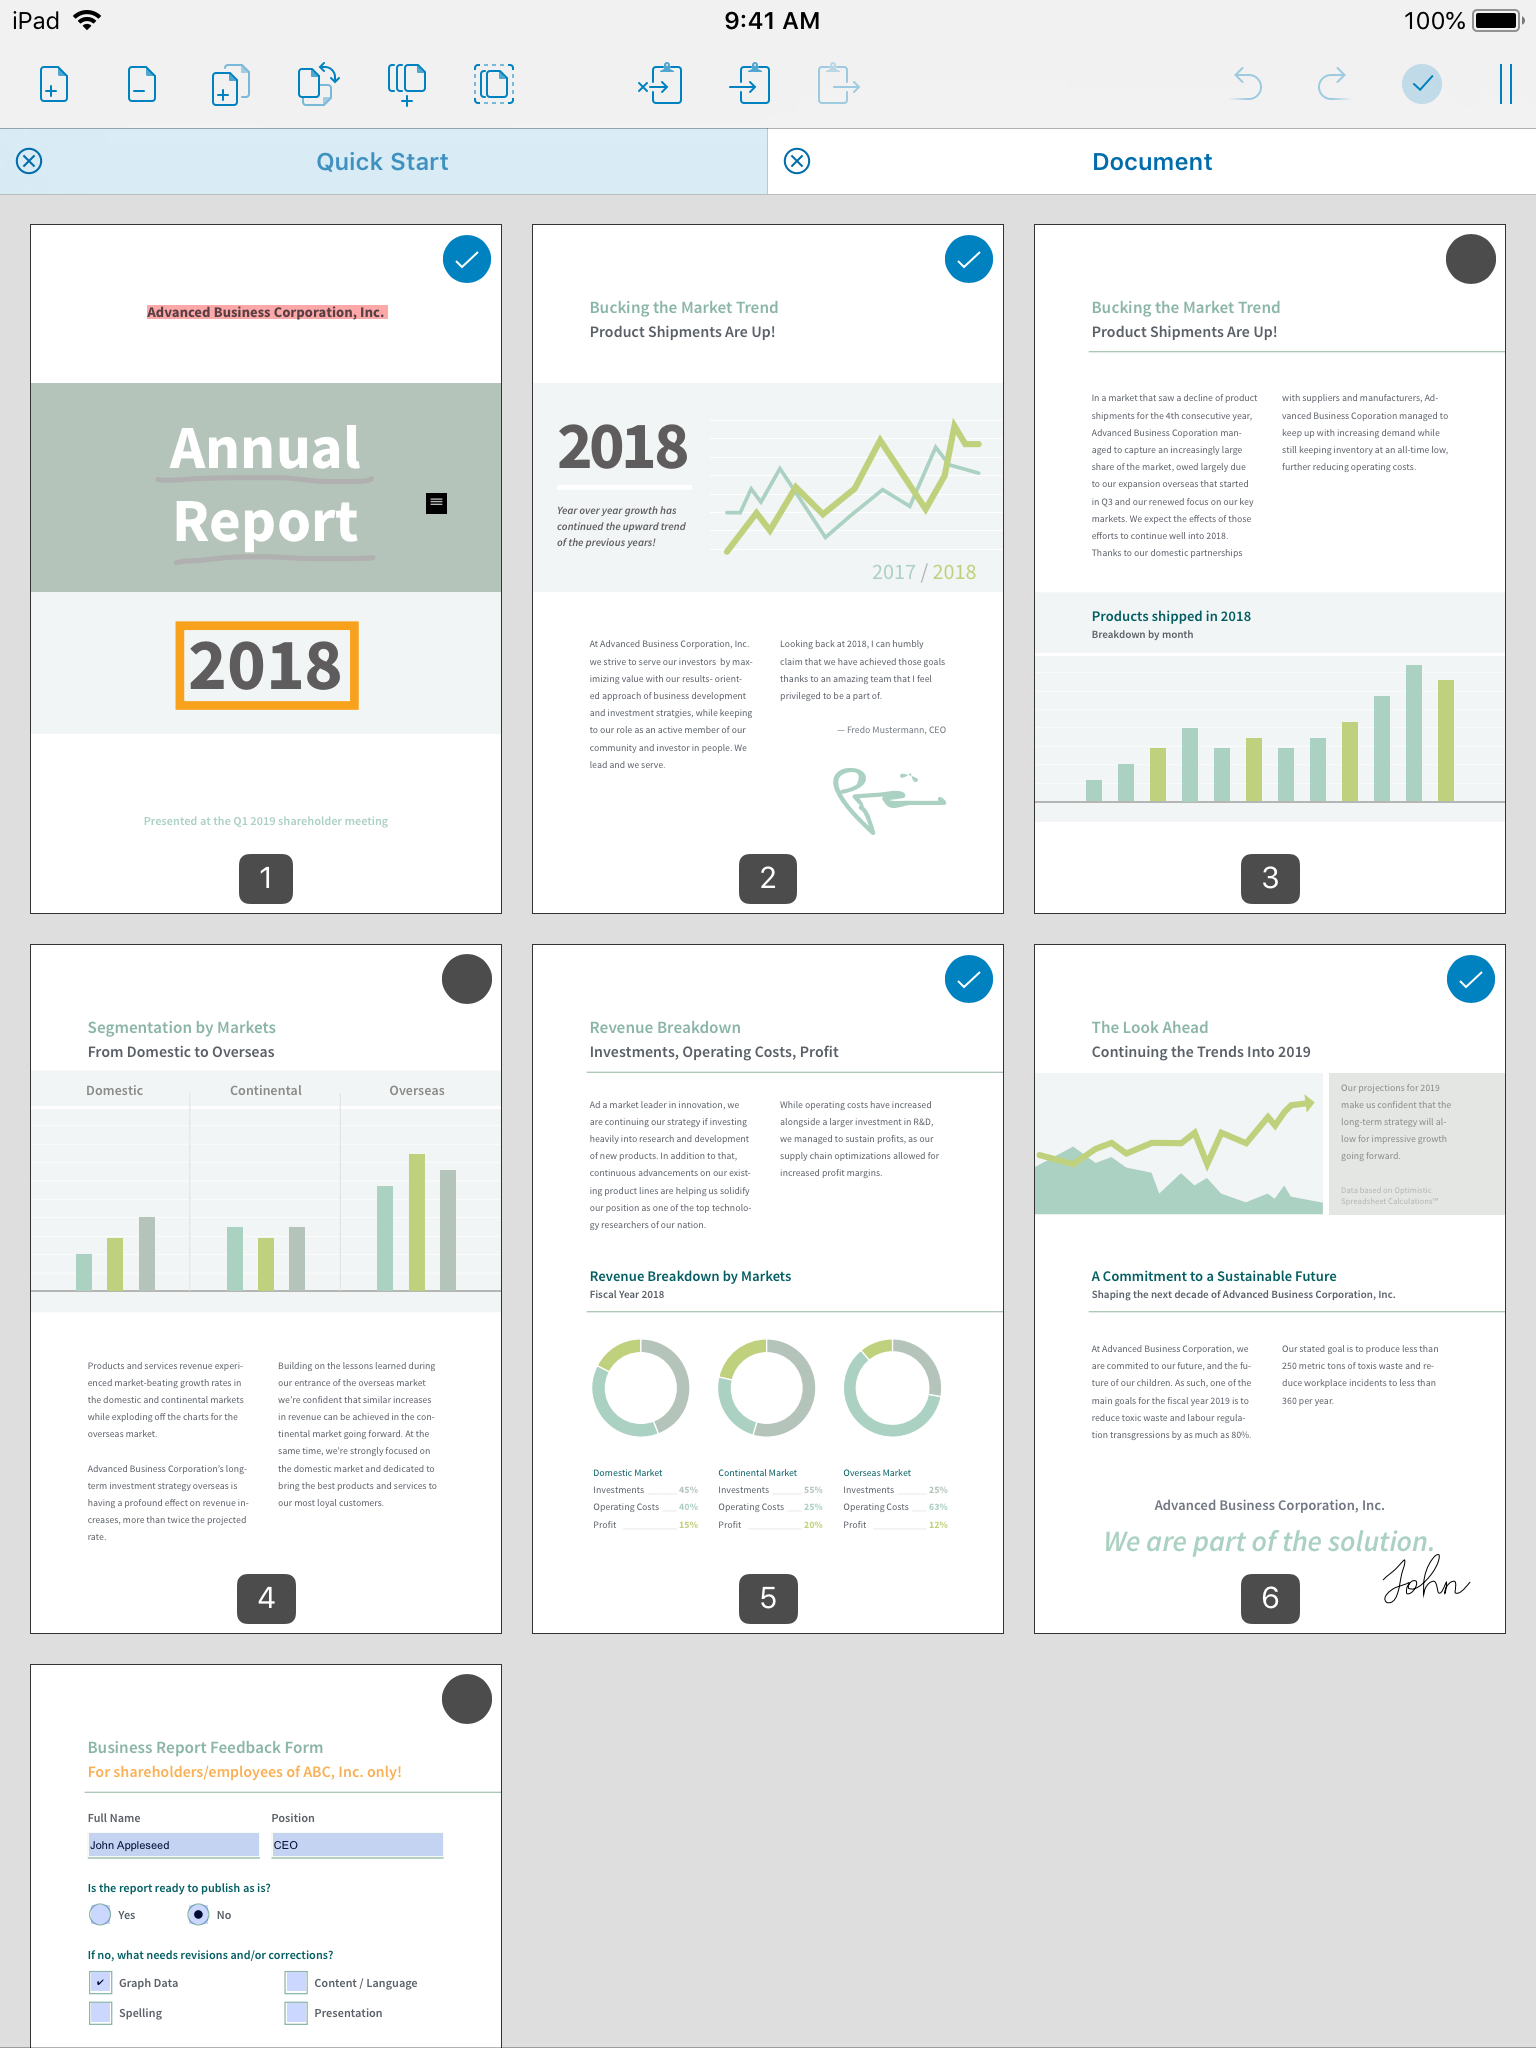 iPad
9:41 AM
100%
Quick Start
Document
Advanced Business Corporation, Inc.
Annual
Report
2018
Presented at the Q1 2019 shareholder meeting
1
Bucking the Market Trend
Product Shipments Are Up!
2018
Year over year growth has
continued the upward trend
of the previous years!
2017 / 2018
At Advanced Business Corporation, Inc.
we strive to serve our investors by max-
imizing value with our results- orient-
ed approach of business development
and investment stratgies, while keeping
to our role as an active member of our
community and investor in people. We
lead and we serve.
Looking back at 2018, I can humbly
claim that we have achieved those goals
thanks to an amazing team that I feel
privileged to be a part of.
— Fredo Mustermann, CEO
2
Bucking the Market Trend
Product Shipments Are Up!
In a market that saw a decline of product
shipments for the 4th consecutive year,
Advanced Business Coporation man-
aged to capture an increasingly large
share of the market, owed largely due
to our expansion overseas that started
in Q3 and our renewed focus on our key
markets. We expect the effects of those
efforts to continue well into 2018.
Thanks to our domestic partnerships
with suppliers and manufacturers, Ad-
vanced Business Coporation managed to
keep up with increasing demand while
still keeping inventory at an all-time low,
further reducing operating costs.
Products shipped in 2018
Breakdown by month
3
Segmentation by Markets
From Domestic to Overseas
Domestic
Continental
Overseas
Products and services revenue experi-
enced market-beating growth rates in
the domestic and continental markets
while exploding off the charts for the
overseas market.
Advanced Business Corporation's long-
term investment strategy overseas is
having a profound effect on revenue in-
creases, more than twice the projected
rate.
Building on the lessons learned during
our entrance of the overseas market
we're confident that similar increases
in revenue can be achieved in the con-
tinental market going forward. At the
same time, we're strongly focused on
the domestic market and dedicated to
bring the best products and services to
our most loyal customers.
4
Revenue Breakdown
Investments, Operating Costs, Profit
Ad a market leader in innovation, we
are continuing our strategy if investing
heavily into research and development
of new products. In addition to that,
continuous advancements on our exist-
ing product lines are helping us solidify
our position as one of the top technolo-
gy researchers of our nation.
While operating costs have increased
alongside a larger investment in R&D,
we managed to sustain profits, as our
supply chain optimizations allowed for
increased profit margins.
Revenue Breakdown by Markets
Fiscal Year 2018
Domestic Market
Investments 45%
Operating Costs 40%
Profit 15%
Continental Market
Investments 55%
Operating Costs 25%
Profit 20%
Overseas Market
Investments 25%
Operating Costs 63%
Profit 12%
5
The Look Ahead
Continuing the Trends Into 2019
Our projections for 2019
make us confident that the
long-term strategy will al-
low for impressive growth
going forward.
Data based on Optimistic
Spreadsheet Calculations™
A Commitment to a Sustainable Future
Shaping the next decade of Advanced Business Corporation, Inc.
At Advanced Business Corporation, we
are commited to our future, and the fu-
ture of our children. As such, one of the
main goals for the fiscal year 2019 is to
reduce toxic waste and labour regula-
tion transgressions by as much as 80%.
Our stated goal is to produce less than
250 metric tons of toxis waste and re-
duce workplace incidents to less than
360 per year.
Advanced Business Corporation, Inc.
We are part of the solution.
John
6
Business Report Feedback Form
For shareholders/employees of ABC, Inc. only!
Full Name
Position
John Appleseed
CEO
Is the report ready to publish as is?
Yes
No
If no, what needs revisions and/or corrections?
Graph Data
Content / Language
Spelling
Presentation